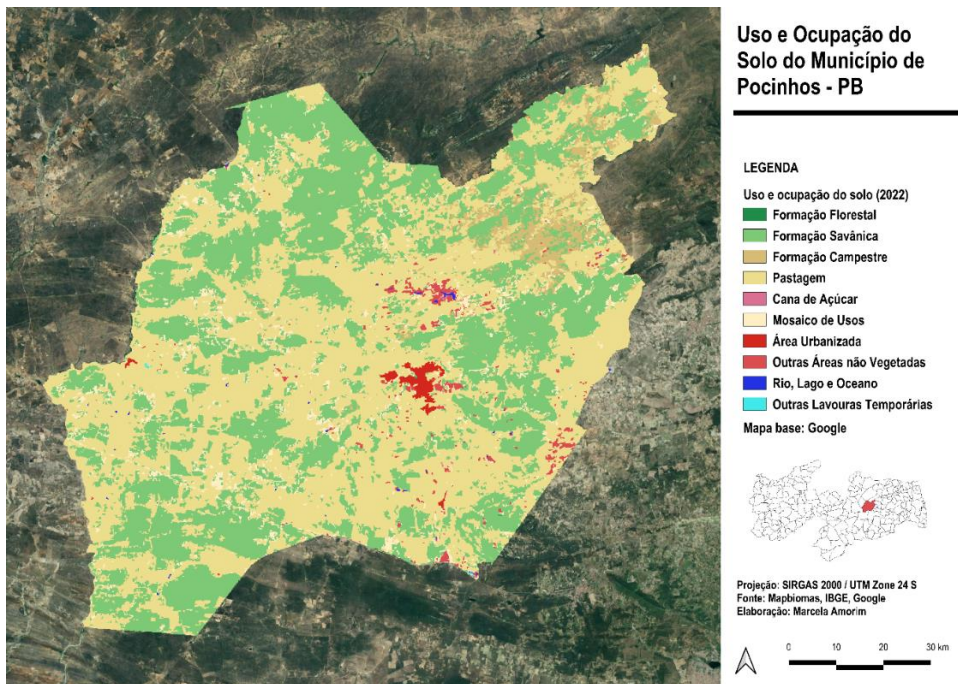 Uso e Ocupação do
Solo do Município de
Pocinhos - PB
LEGENDA
Uso e ocupação do solo (2022)
Formação Florestal
Formação Savânica
Formação Campestre
Pastagem
Cana de Açúcar
Mosaico de Usos
Área Urbanizada
Outras Áreas não Vegetadas
Rio, Lago e Oceano
Outras Lavouras Temporárias
Mapa base: Google
Projeção: SIRGAS 2000 / UTM Zone 24 S
Fonte: Mapbiomas, IBGE, Google
Elaboração: Marcela Amorim
0 10 20 30 km